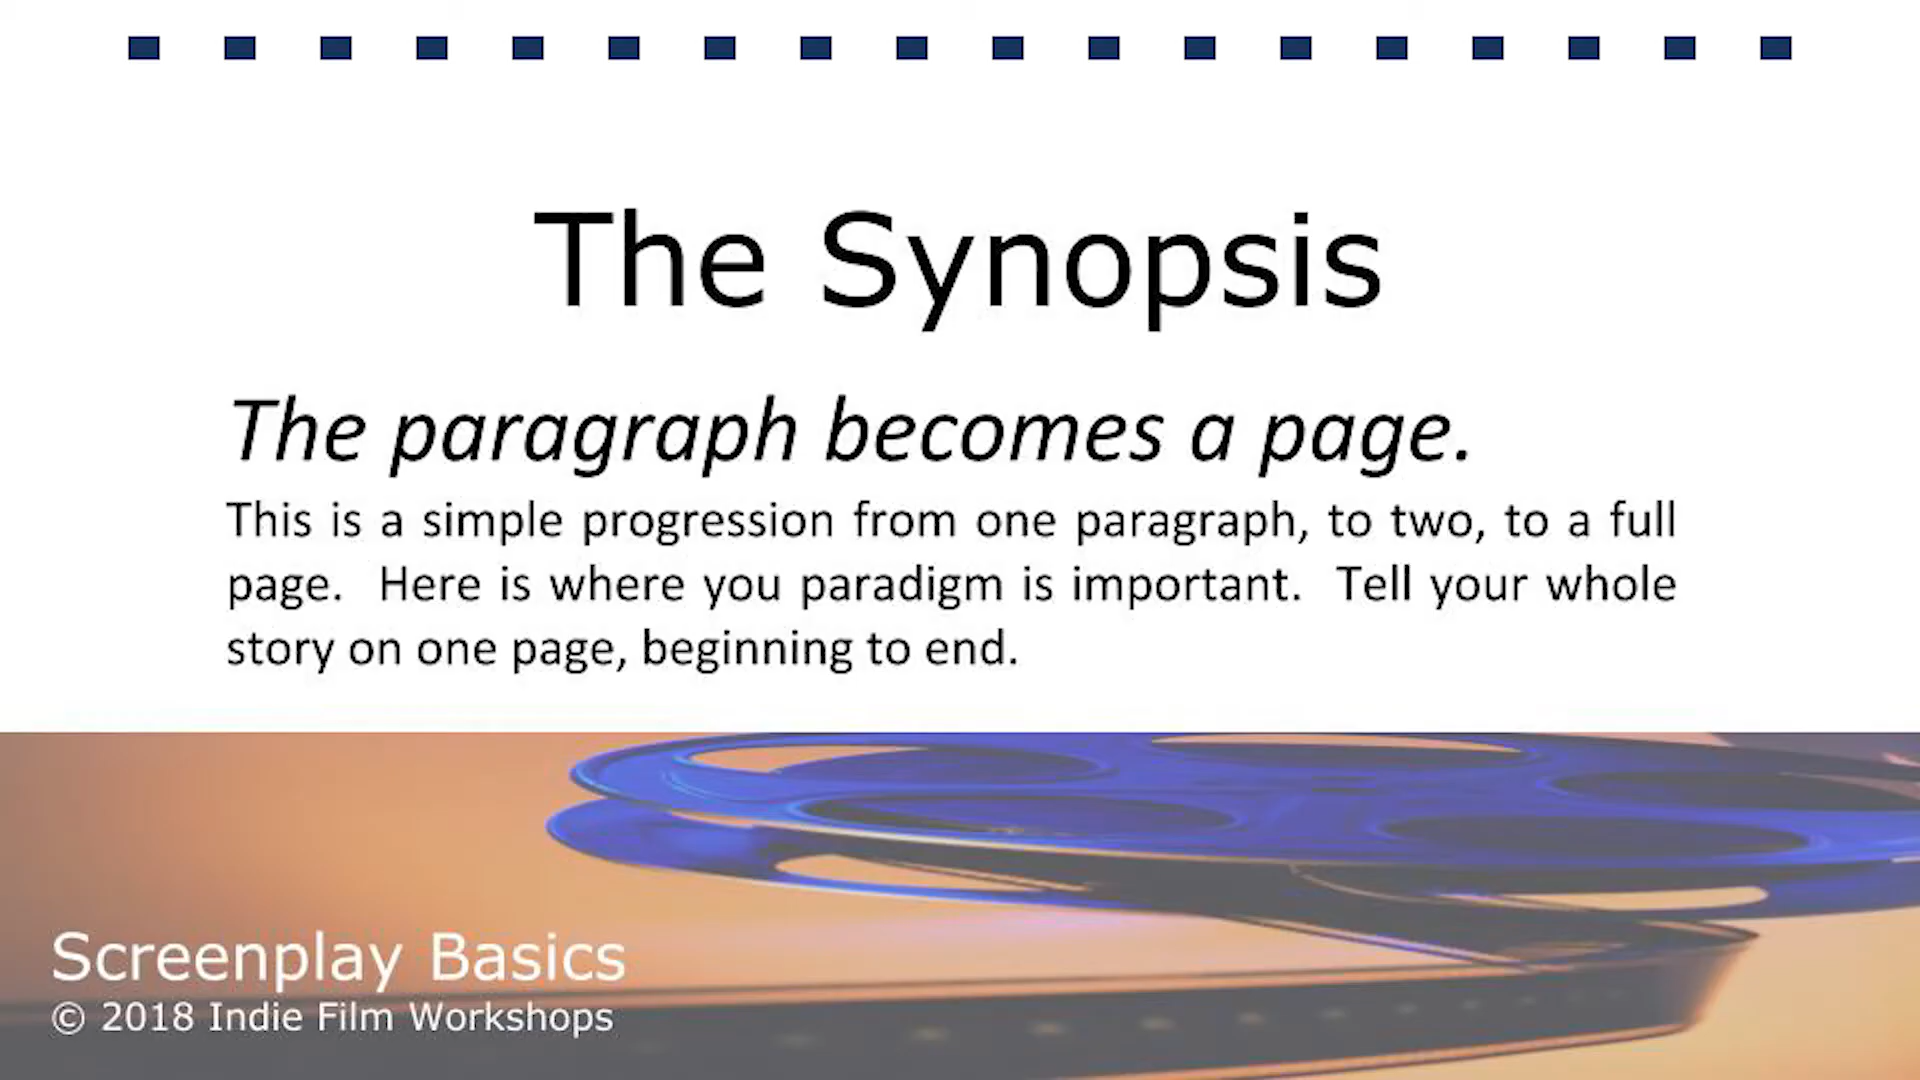 The Synopsis
The paragraph becomes a page.
This is a simple progression from one paragraph, to two, to a full
page.  Here is where you paradigm is important.  Tell your whole
story on one page, beginning to end.
Screenplay Basics
© 2018 Indie Film Workshops